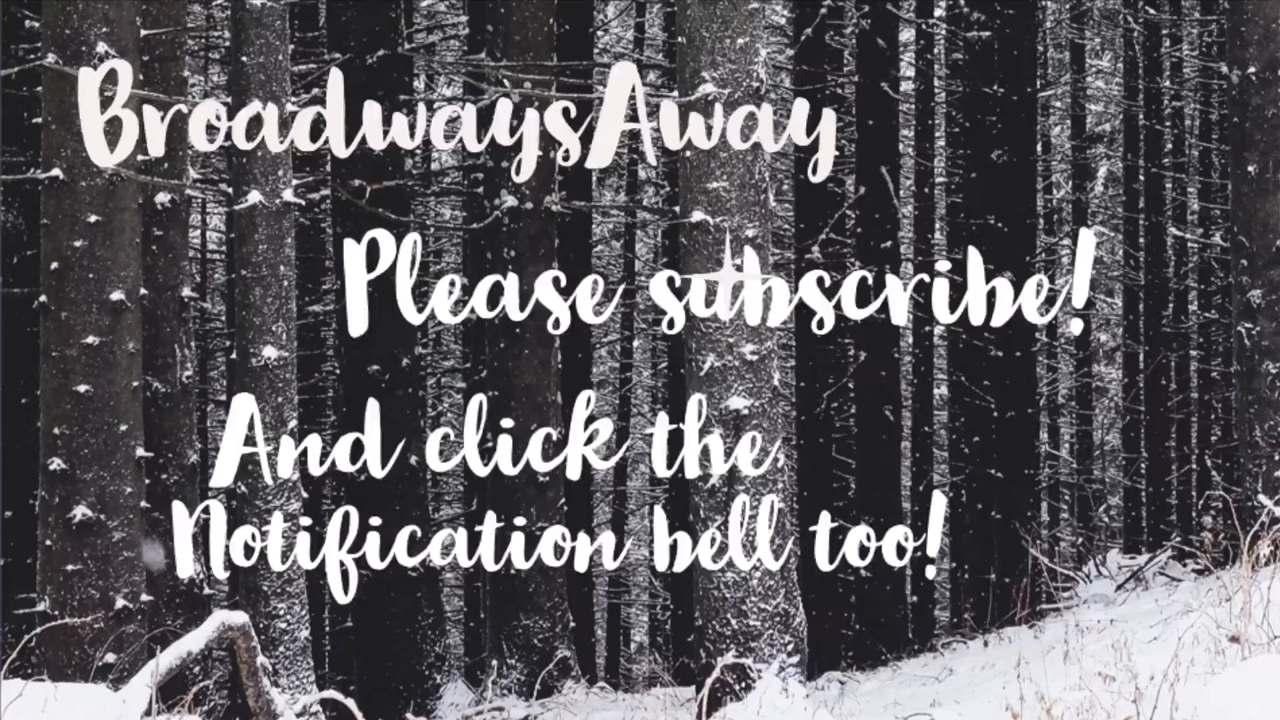 BroadwaysAway
Please subscribe!
And click the
Notification bell too!